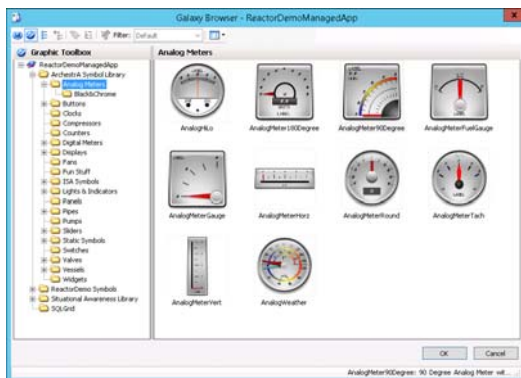 Galaxy Browser - ReactorDemoManagedApp
Filter: Default
Graphic Toolbox
Analog Meters
ReactorDemoManagedApp
ArchestrA Symbol Library
Analog Meters
Black&Chrome
Buttons
Clocks
Compressors
Counters
Digital Meters
Displays
Fans
Fun Stuff
ISA Symbols
Lights & Indicators
Panels
Pipes
Pumps
Sliders
Static Symbols
Switches
Valves
Vessels
Widgets
ReactorDemo Symbols
Situational Awareness Library
SQLGrid
AnalogHiLo
AnalogMeter180Degree
AnalogMeter90Degree
AnalogMeterFuelGauge
AnalogMeterGauge
AnalogMeterHorz
AnalogMeterRound
AnalogMeterTach
AnalogMeterVert
AnalogWeather
OK
Cancel
AnalogMeter90Degree: 90 Degree Analog Meter wit...